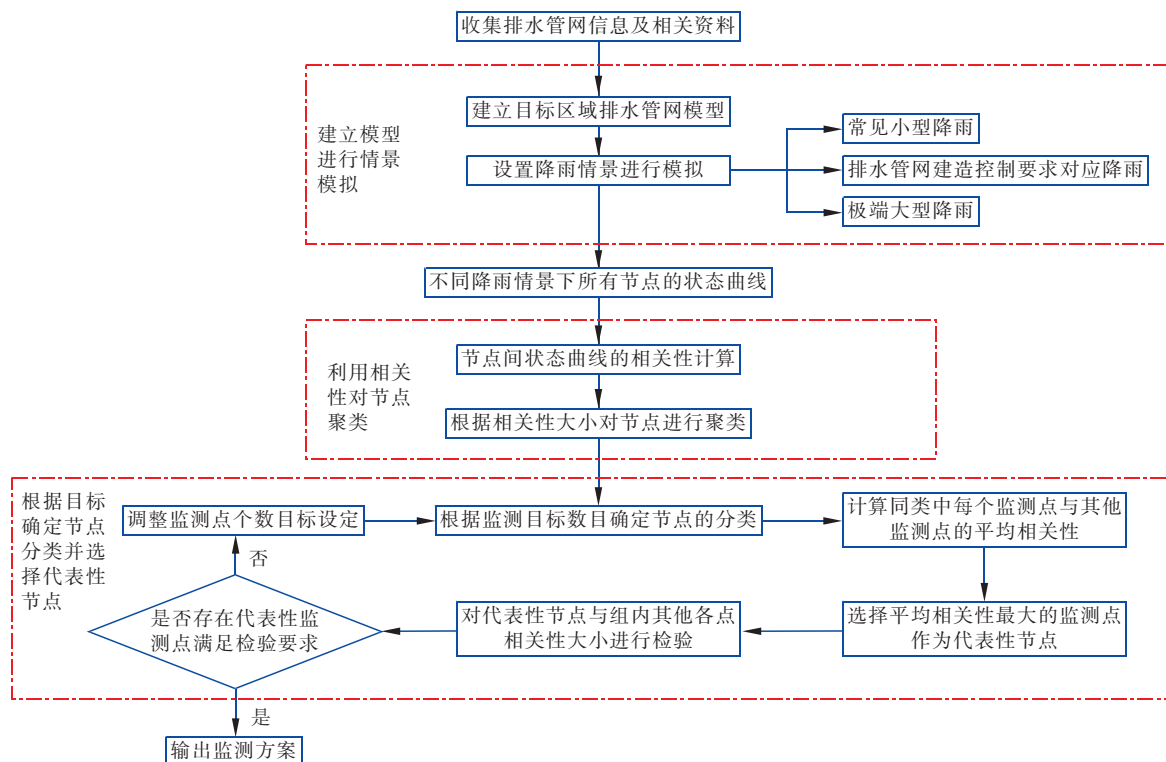 收集排水管网信息及相关资料
建立模型
进行情景
模拟
建立目标区域排水管网模型
设置降雨情景进行模拟
常见小型降雨
排水管网建造控制要求对应降雨
极端大型降雨
不同降雨情景下所有节点的状态曲线
利用相关
性对节点
聚类
节点间状态曲线的相关性计算
根据相关性大小对节点进行聚类
根据目标
确定节点
分类并选
择代表性
节点
调整监测点个数目标设定
根据监测目标数目确定节点的分类
计算同类中每个监测点与其他
监测点的平均相关性
选择平均相关性最大的监测点
作为代表性节点
对代表性节点与组内其他各点
相关性大小进行检验
是否存在代表性监
测点满足检验要求
否
是
输出监测方案